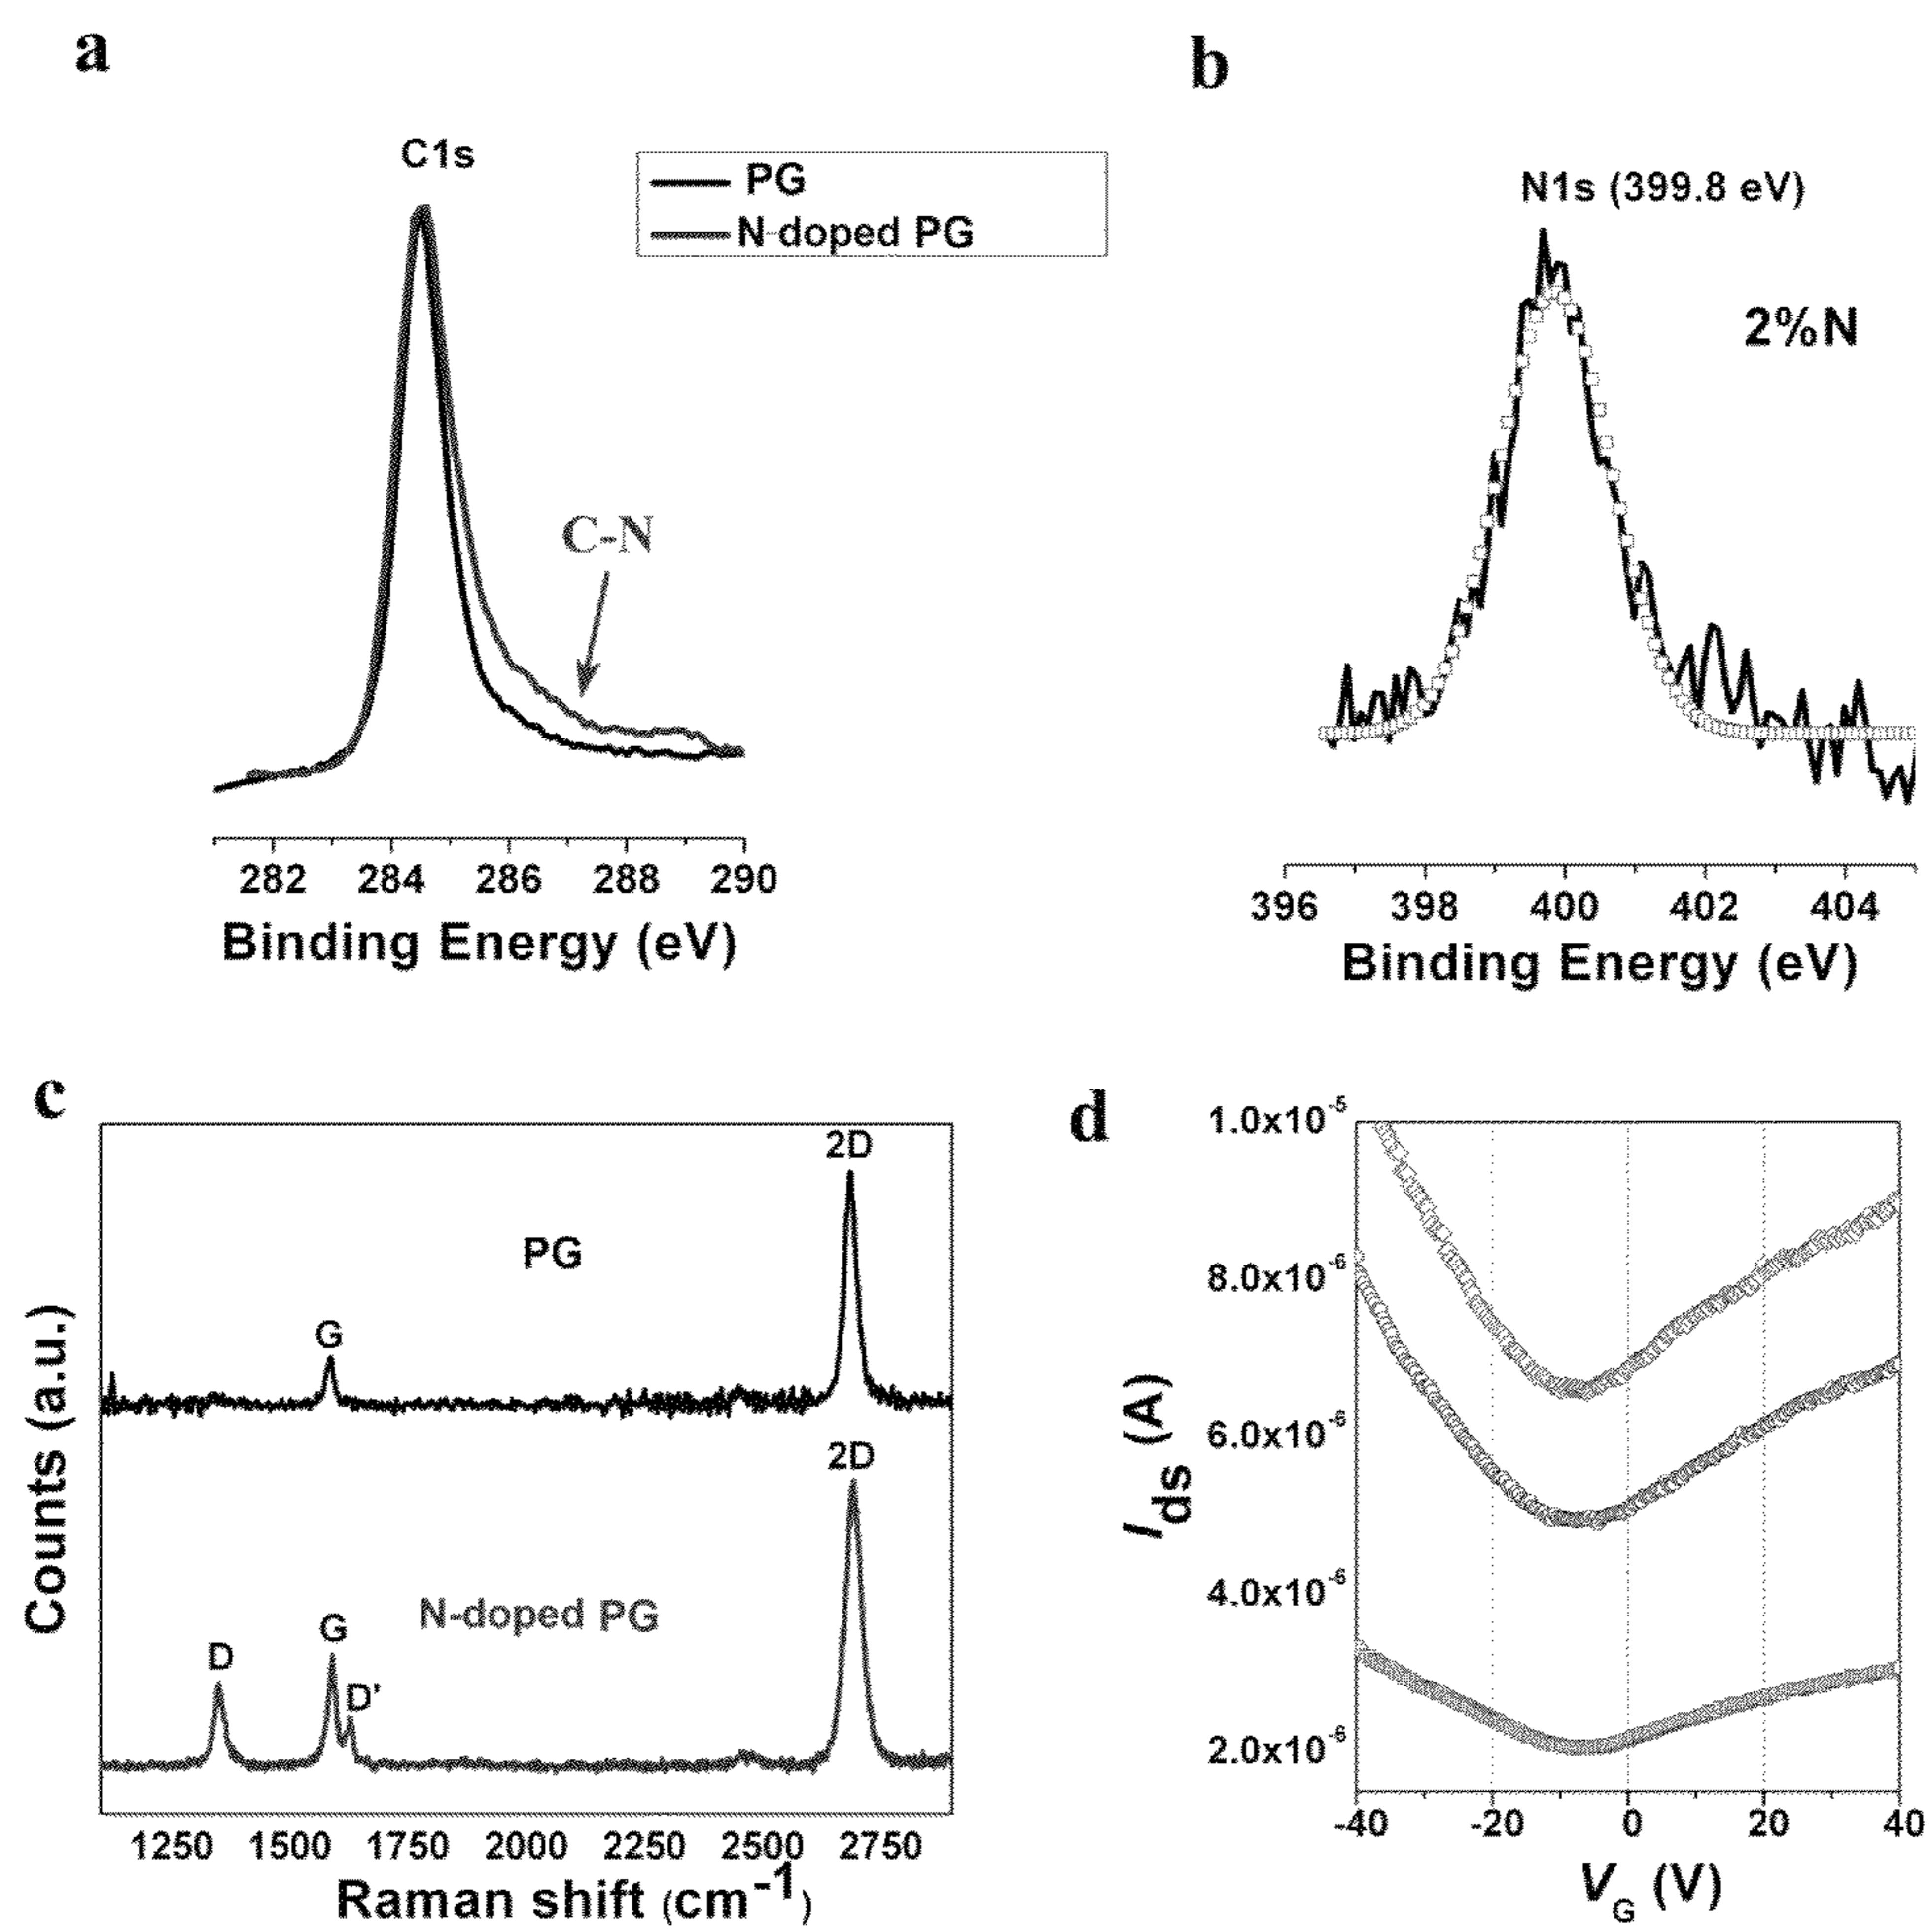 a
C1s
PG
N-doped PG
C-N
282 284 286 288 290
Binding Energy (eV)
b
N1s (399.8 eV)
2%N
396 398 400 402 404
Binding Energy (eV)
c
2D
PG
G
2D
N-doped PG
D
G
D'
Counts (a.u.)
1250 1500 1750 2000 2250 2500 2750
Raman shift (cm⁻¹)
d
1.0x10⁻⁵
8.0x10⁻⁶
6.0x10⁻⁶
4.0x10⁻⁶
2.0x10⁻⁶
Ids (A)
-40 -20 0 20 40
VG (V)